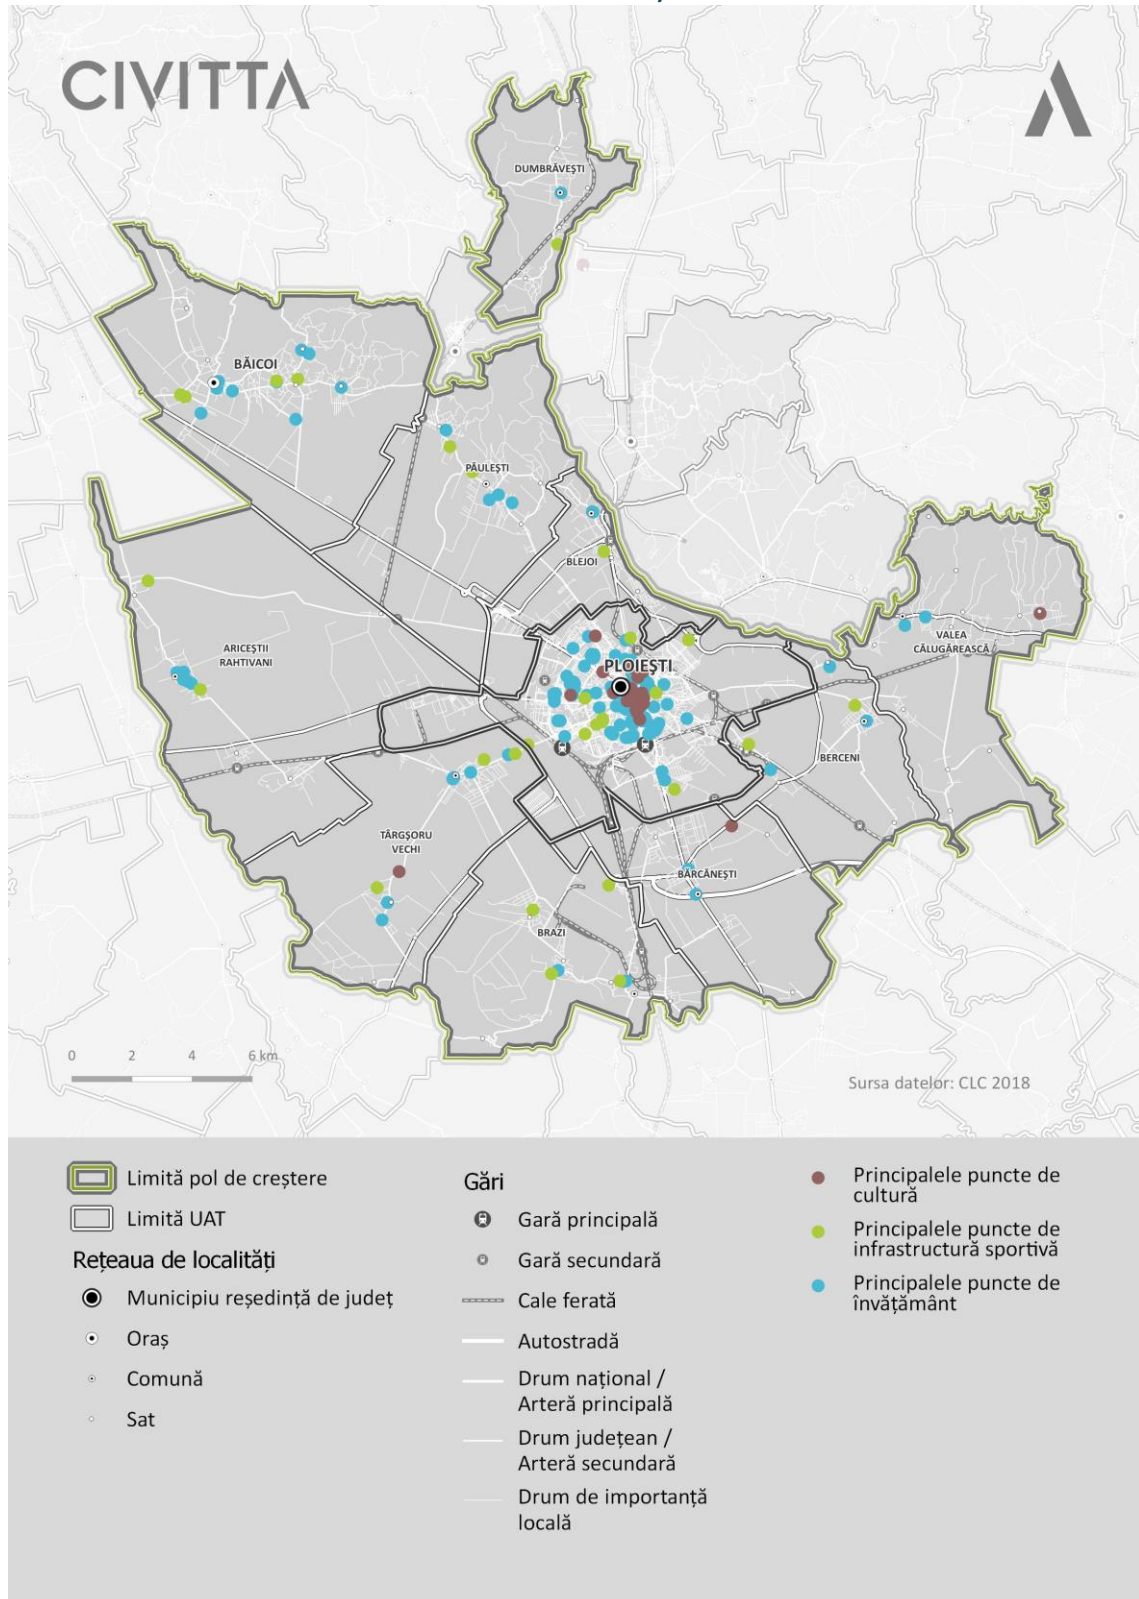 CIVITTA
DUMBRĂVEȘTI
BĂICOI
PĂULEȘTI
BLEJOI
ARICEȘTII
RAHTIVANI
PLOIEȘTI
VALEA
CĂLUGĂREASCĂ
BERCENI
TÂRGȘORU
VECHI
BĂRCĂNEȘTI
BRAZI
0 2 4 6 km
Sursa datelor: CLC 2018
Limită pol de creștere
Limită UAT
Rețeaua de localități
Municipiu reședință de județ
Oraș
Comună
Sat
Gări
Gară principală
Gară secundară
Cale ferată
Autostradă
Drum național /
Arteră principală
Drum județean /
Arteră secundară
Drum de importanță
locală
Principalele puncte de
cultură
Principalele puncte de
infrastructură sportivă
Principalele puncte de
învățământ